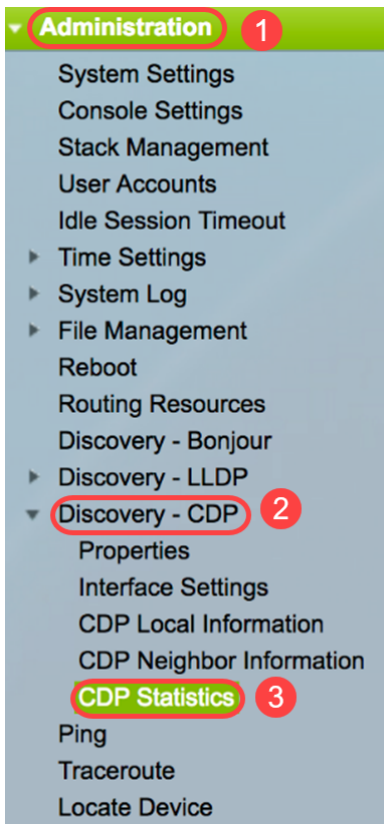 Administration 1
System Settings
Console Settings
Stack Management
User Accounts
Idle Session Timeout
Time Settings
System Log
File Management
Reboot
Routing Resources
Discovery - Bonjour
Discovery - LLDP
Discovery - CDP 2
Properties
Interface Settings
CDP Local Information
CDP Neighbor Information
CDP Statistics 3
Ping
Traceroute
Locate Device